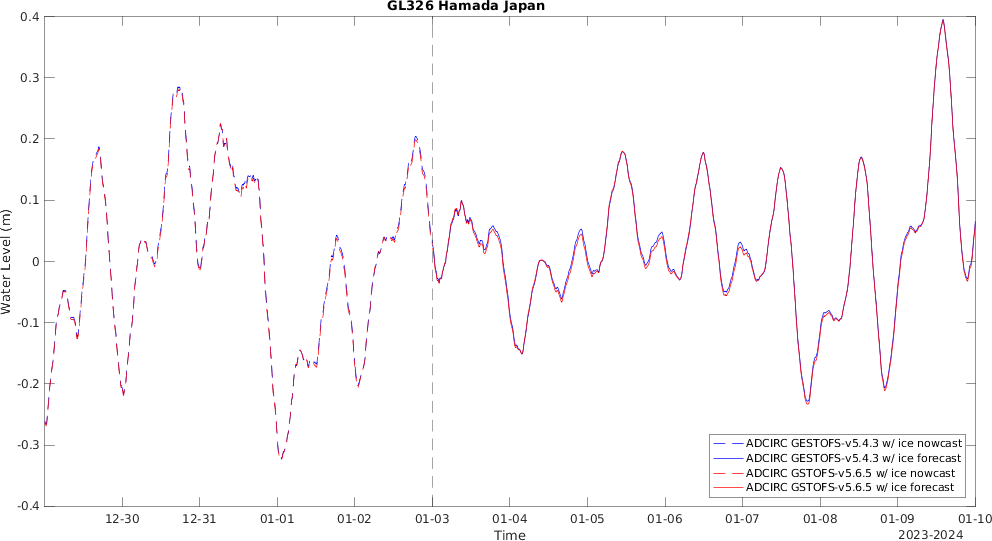 GL326 Hamada Japan
0.4
0.3
0.2
0.1
0
-0.1
-0.2
-0.3
-0.4
Water Level (m)
ADCIRC GESTOFS-v5.4.3 w/ ice nowcast
ADCIRC GESTOFS-v5.4.3 w/ ice forecast
ADCIRC GSTOFS-v5.6.5 w/ ice nowcast
ADCIRC GSTOFS-v5.6.5 w/ ice forecast
12-30 12-31 01-01 01-02 01-03 01-04 01-05 01-06 01-07 01-08 01-09 01-10
Time
2023-2024